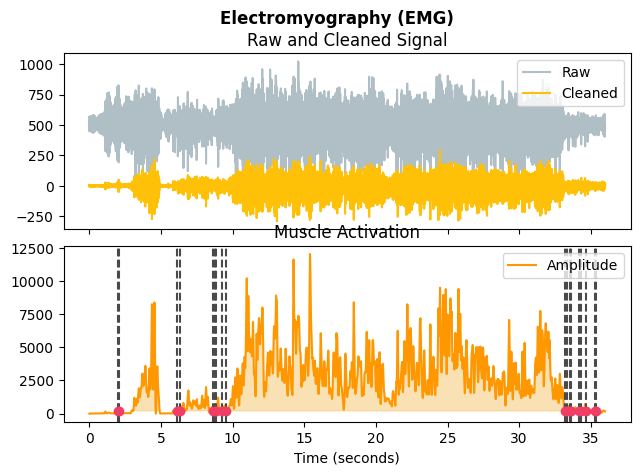 Electromyography (EMG)
Raw and Cleaned Signal
1000
750
500
250
0
−250
Raw
Cleaned
Muscle Activation
12500
10000
7500
5000
2500
0
Amplitude
0 5 10 15 20 25 30 35
Time (seconds)